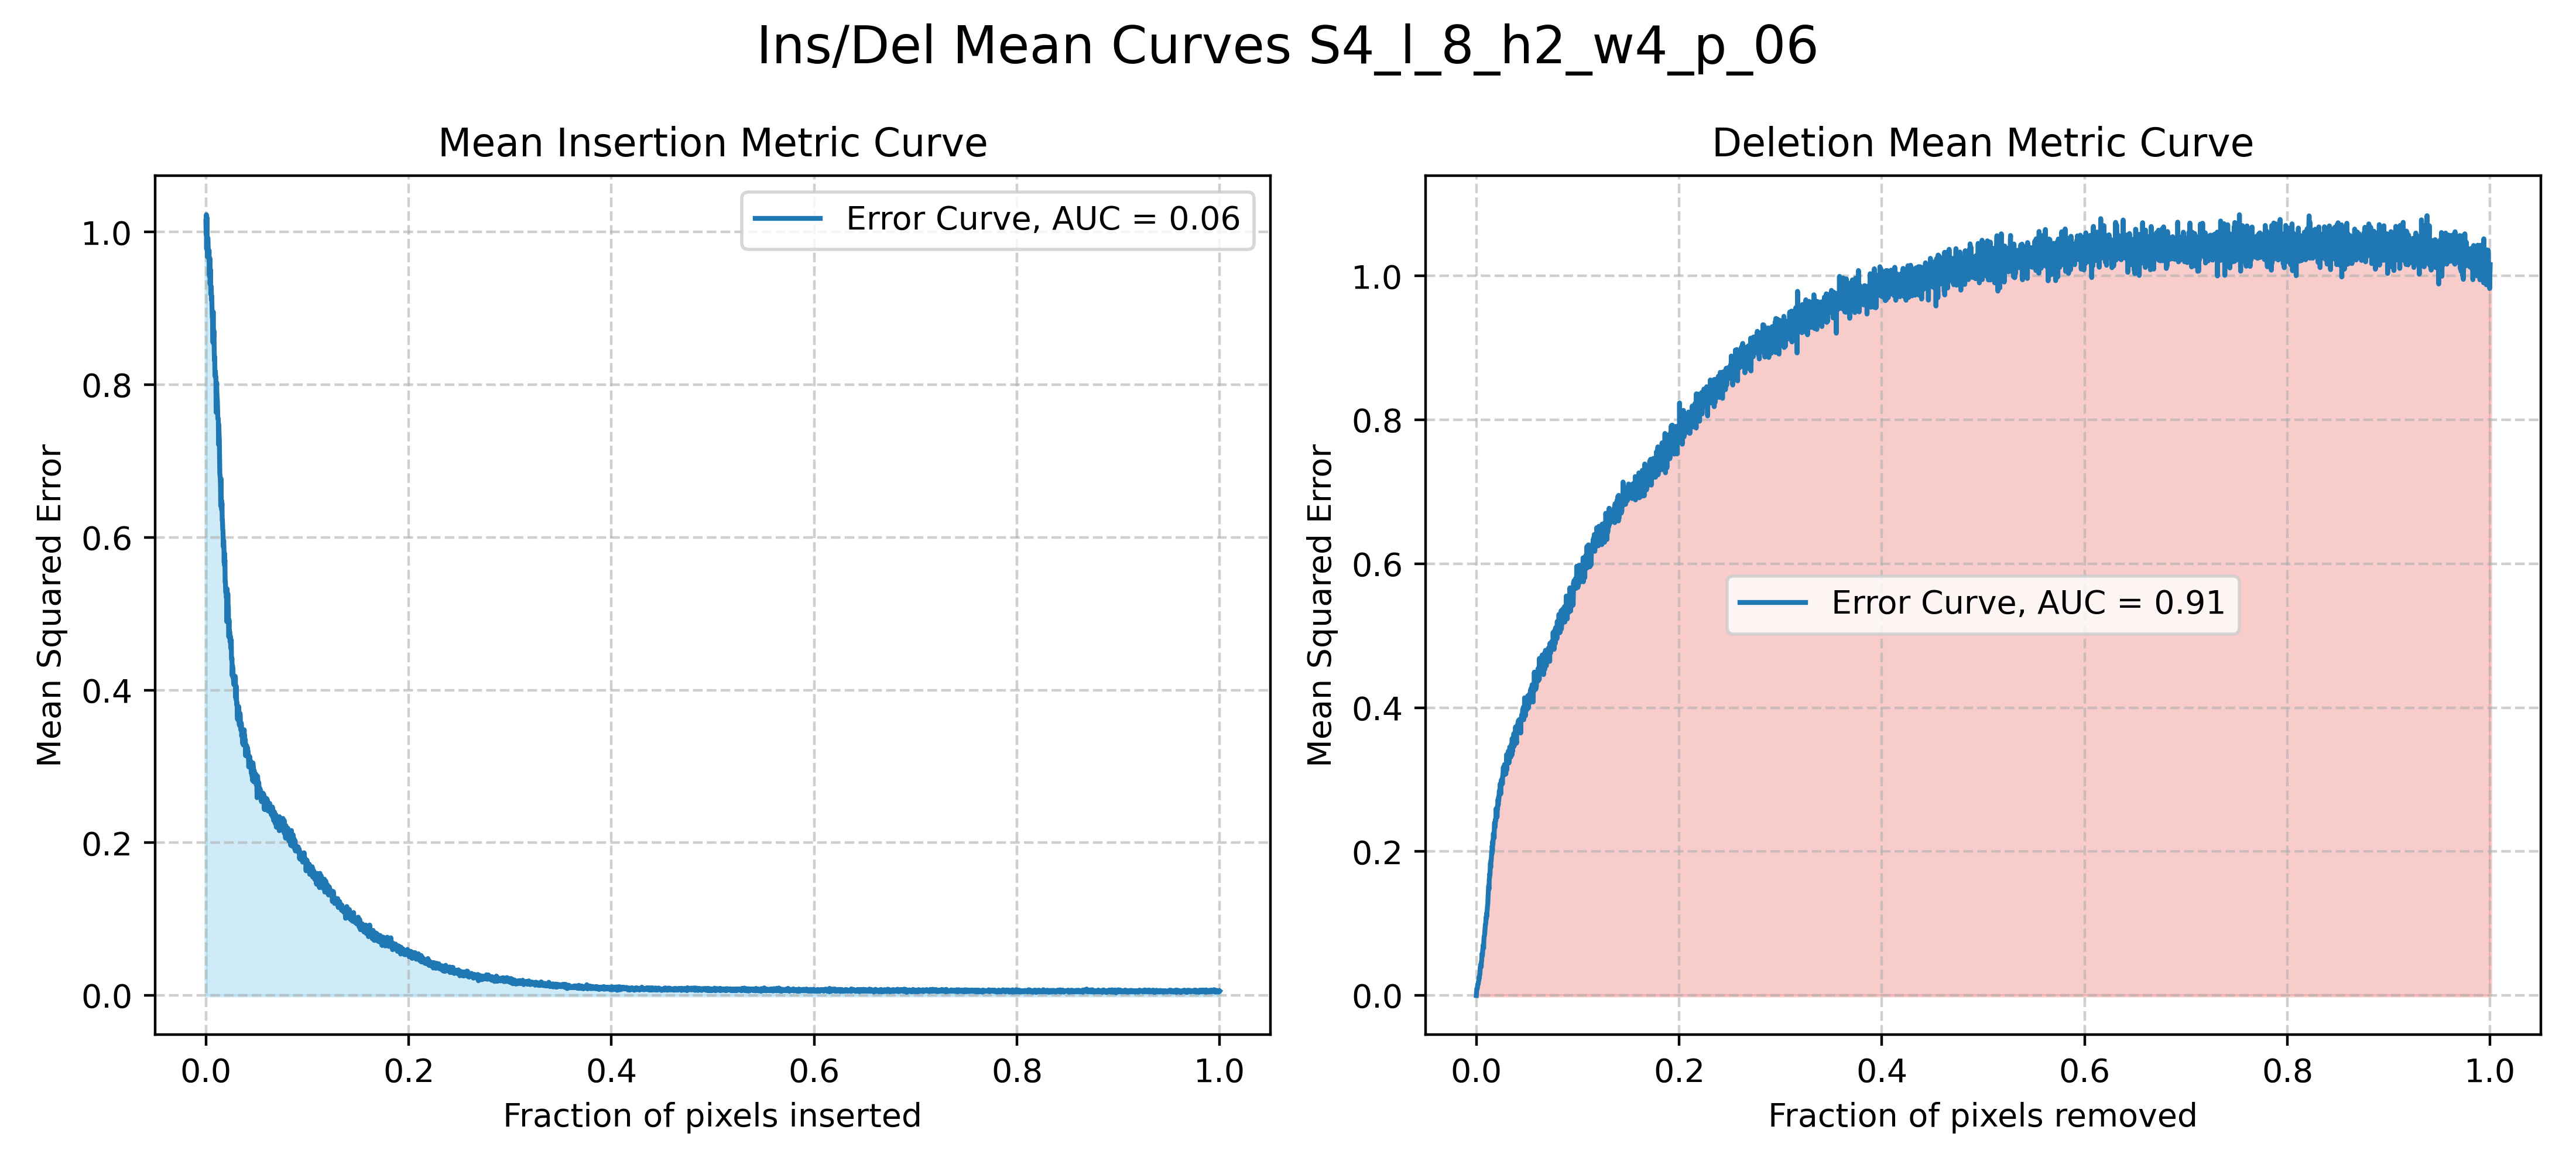 Ins/Del Mean Curves S4_l_8_h2_w4_p_06
Mean Insertion Metric Curve
Mean Squared Error
1.0
0.8
0.6
0.4
0.2
0.0
Error Curve, AUC = 0.06
0.0 0.2 0.4 0.6 0.8 1.0
Fraction of pixels inserted
Deletion Mean Metric Curve
Mean Squared Error
1.0
0.8
0.6
0.4
0.2
0.0
Error Curve, AUC = 0.91
0.0 0.2 0.4 0.6 0.8 1.0
Fraction of pixels removed